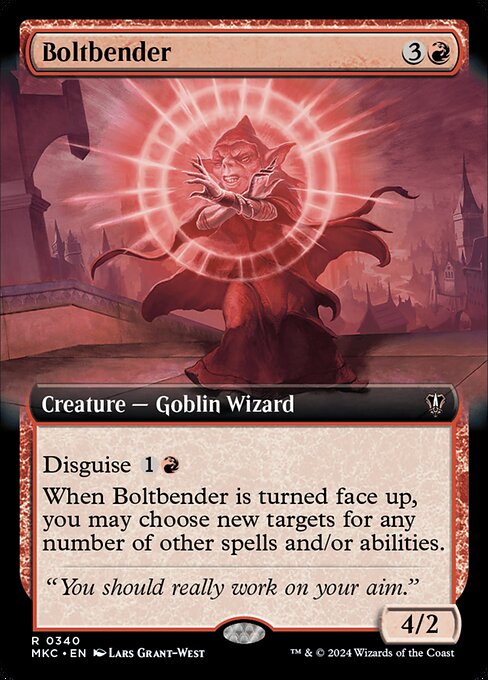 Boltbender 3
Creature — Goblin Wizard
Disguise 1
When Boltbender is turned face up,
you may choose new targets for any
number of other spells and/or abilities.
“You should really work on your aim.”
4/2
R 0340
MKC • EN Lars Grant-West ™ & © 2024 Wizards of the Coast